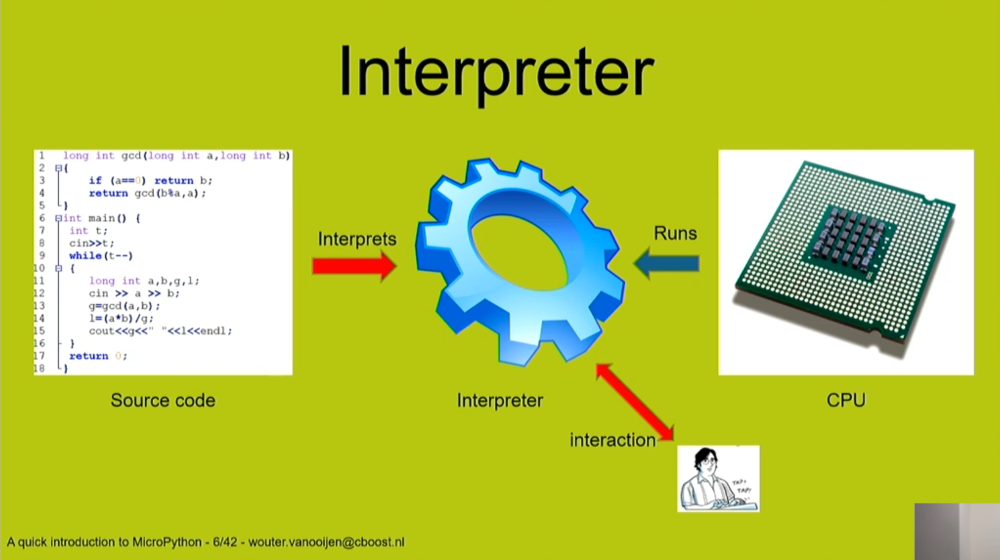 Interpreter
1 long int gcd(long int a,long int b)
2 {
3 if (a==0) return b;
4 return gcd(b%a,a);
5 }
6 int main() {
7 int t;
8 cin>>t;
9 while(t--)
10 {
11 long int a,b,g,l;
12 cin >> a >> b;
13 g=gcd(a,b);
14 l=(a*b)/g;
15 cout<<g<<" "<<l<<endl;
16 }
17 return 0;
18 }
Interprets
Runs
Source code
Interpreter
CPU
interaction
TAP!
TAP!
A quick introduction to MicroPython - 6/42 - wouter.vanooijen@cboost.nl